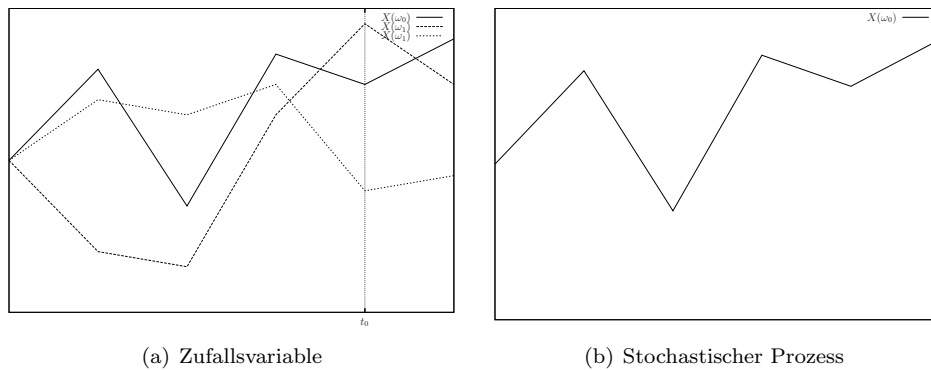 X(ω₀)
X(ω₁)
X(ω₁)
t₀
X(ω₀)
(a) Zufallsvariable
(b) Stochastischer Prozess